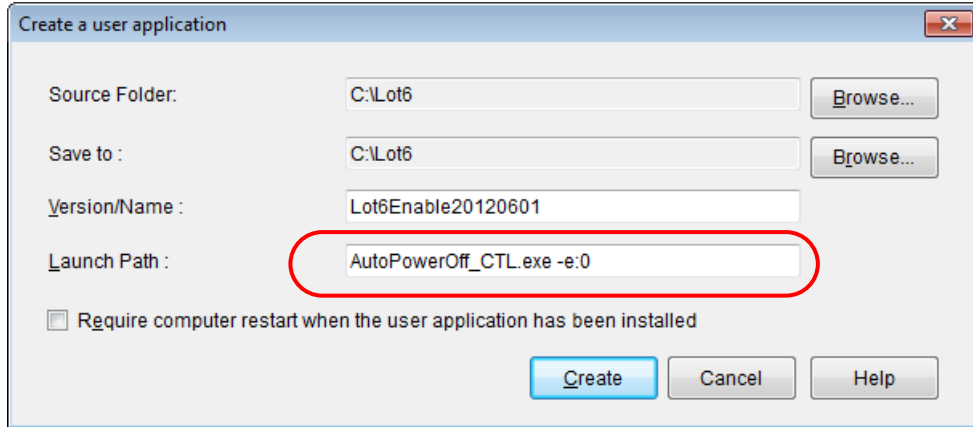 Create a user application
Source Folder: C:\Lot6 Browse...
Save to : C:\Lot6 Browse...
Version/Name : Lot6Enable20120601
Launch Path : AutoPowerOff_CTL.exe -e:0
Require computer restart when the user application has been installed
Create Cancel Help